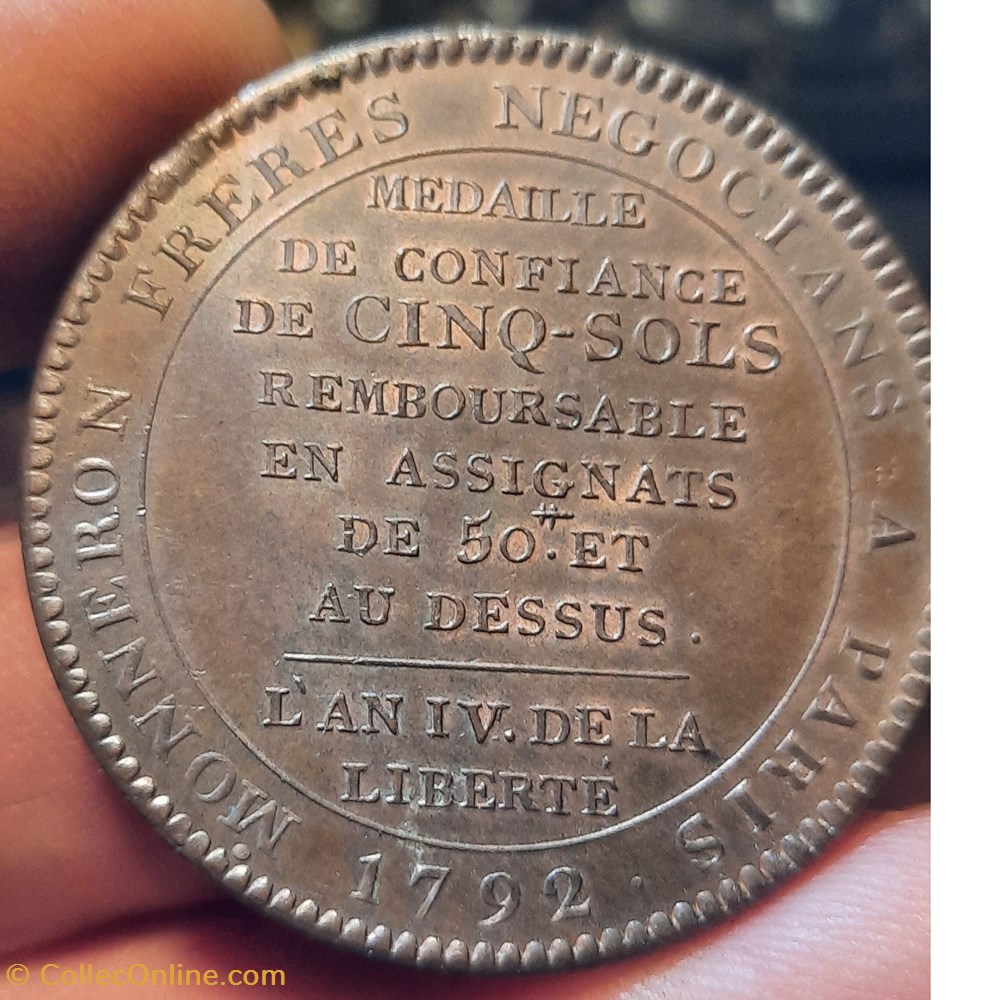 MONNERON FRERES NEGOCIANS A PARIS
MEDAILLE
DE CONFIANCE
DE CINQ-SOLS
REMBOURSABLE
EN ASSIGNATS
DE 50.ᵗᵗ ET
AU DESSUS .
L'AN IV. DE LA
LIBERTÉ
1792 .
© CollecOnline.com